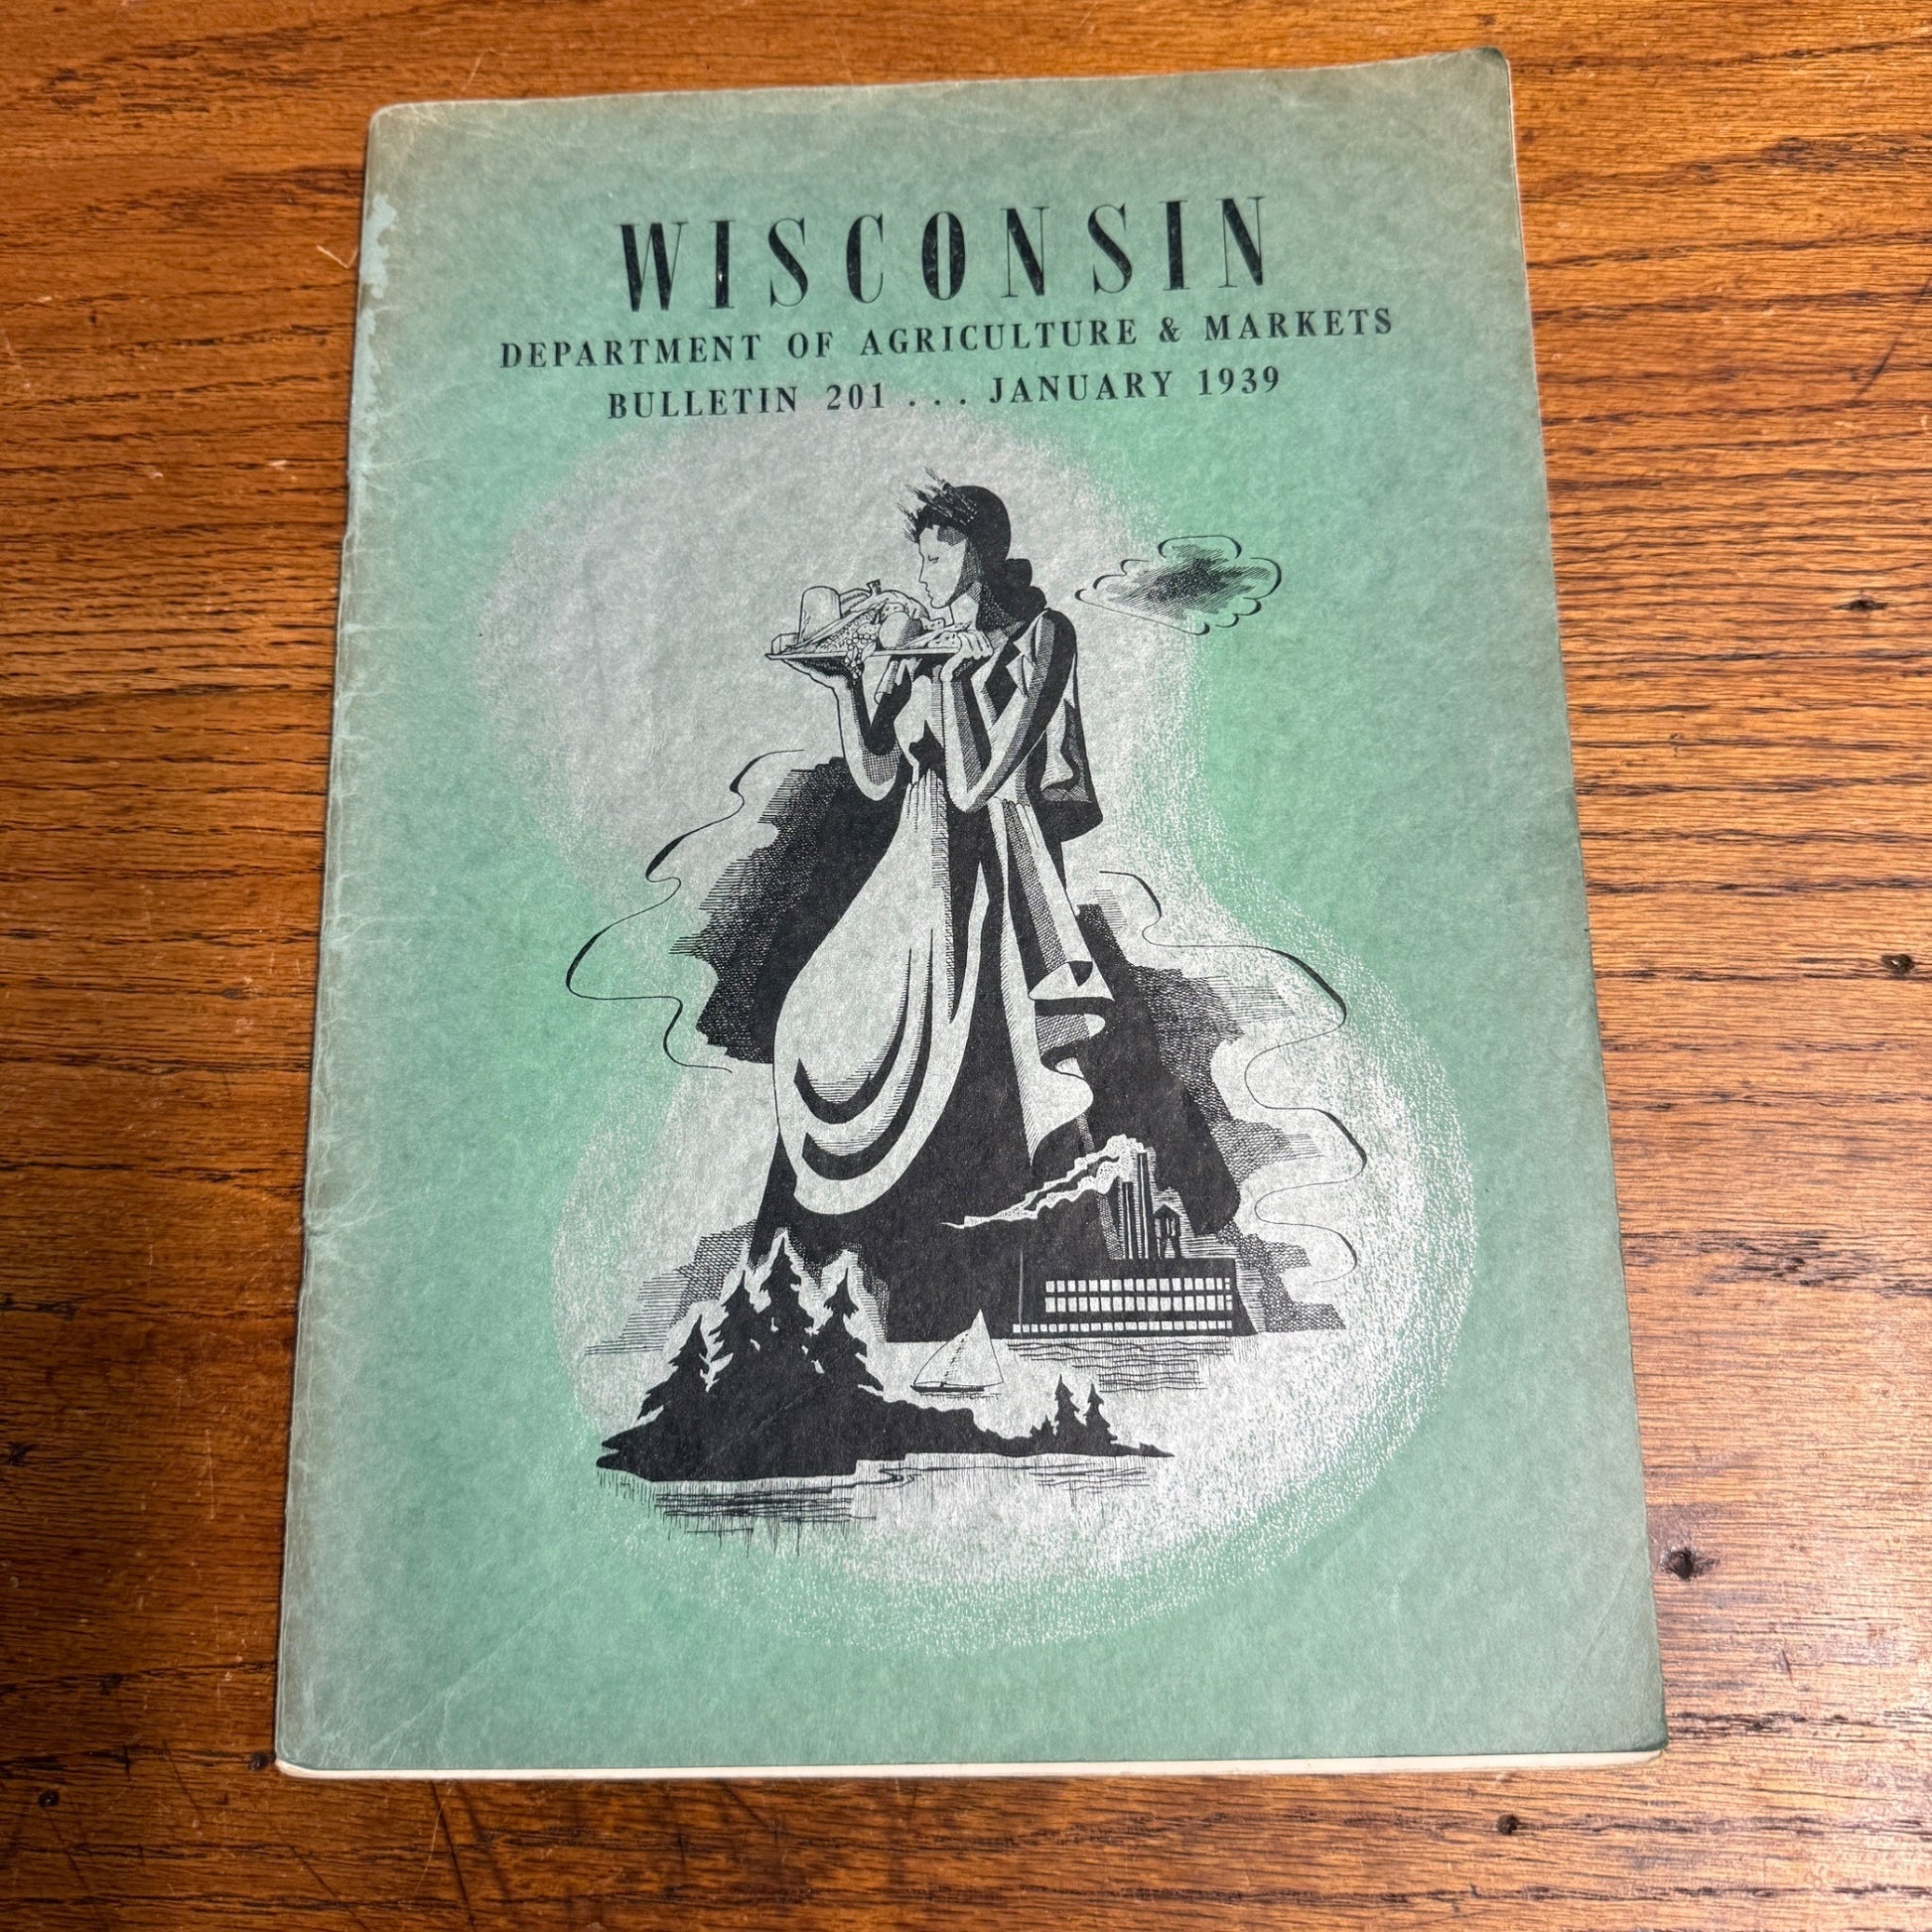 WISCONSIN
DEPARTMENT OF AGRICULTURE & MARKETS
BULLETIN 201 . . . JANUARY 1939